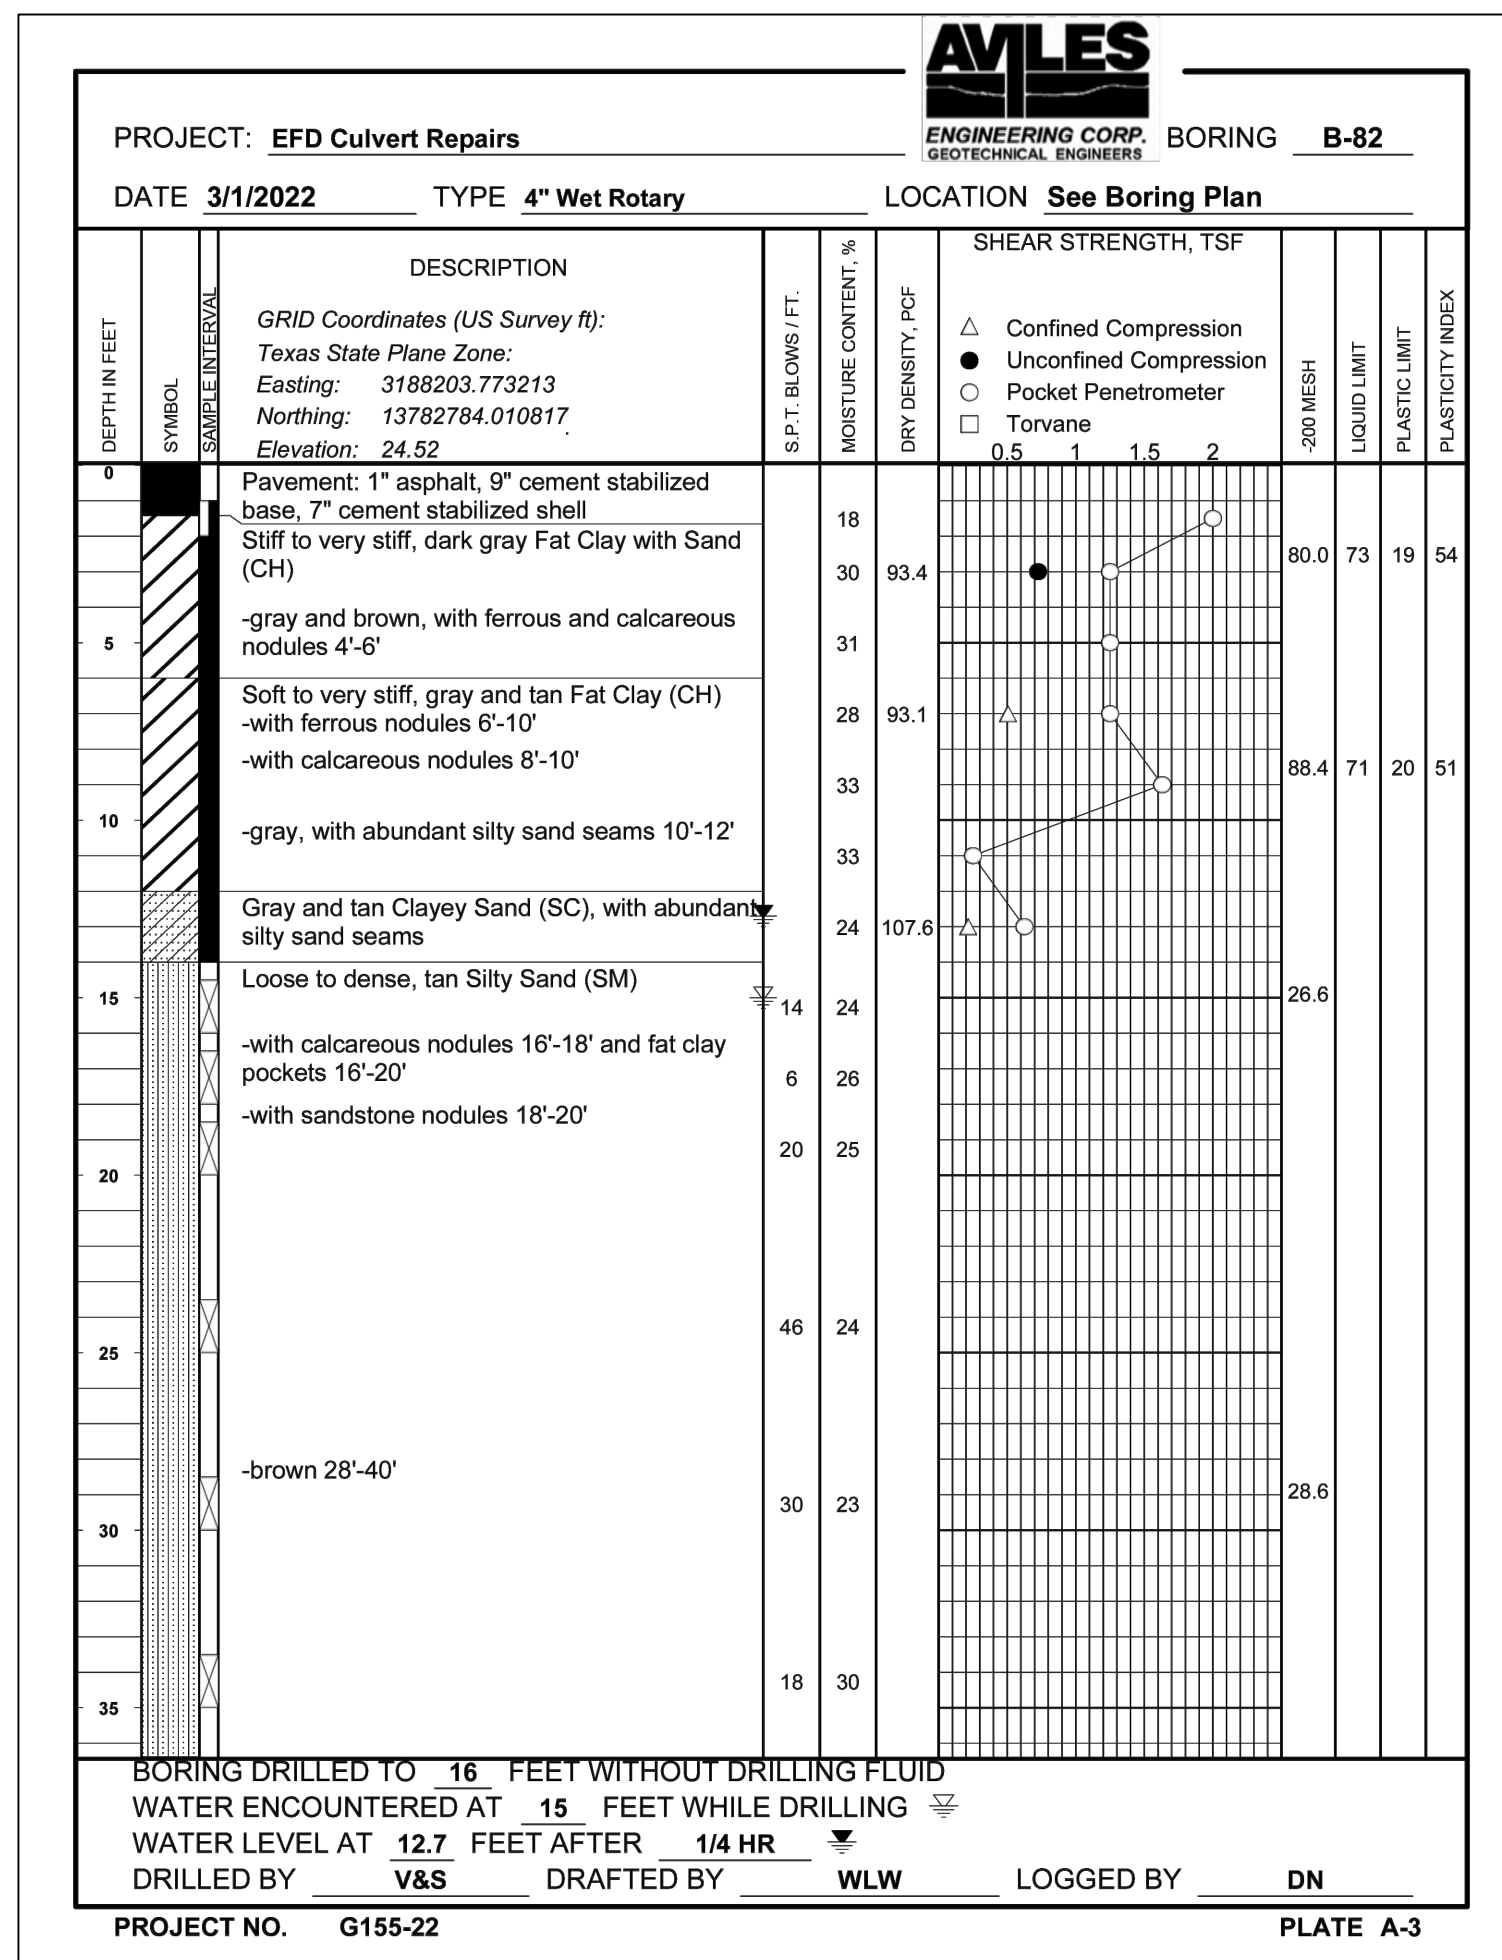 AVILES
ENGINEERING CORP.
GEOTECHNICAL ENGINEERS
PROJECT: EFD Culvert Repairs BORING B-82
DATE 3/1/2022 TYPE 4" Wet Rotary LOCATION See Boring Plan
DEPTH IN FEET
SYMBOL
SAMPLE INTERVAL
DESCRIPTION
GRID Coordinates (US Survey ft):
Texas State Plane Zone:
Easting: 3188203.773213
Northing: 13782784.010817
.
Elevation: 24.52
S.P.T. BLOWS / FT.
MOISTURE CONTENT, %
DRY DENSITY, PCF
SHEAR STRENGTH, TSF
Confined Compression
Unconfined Compression
Pocket Penetrometer
Torvane
0.5 1 1.5 2
-200 MESH
LIQUID LIMIT
PLASTIC LIMIT
PLASTICITY INDEX
0
Pavement: 1" asphalt, 9" cement stabilized
base, 7" cement stabilized shell
18
Stiff to very stiff, dark gray Fat Clay with Sand
(CH)
80.0 73 19 54
30 93.4
-gray and brown, with ferrous and calcareous
nodules 4'-6'
5 31
Soft to very stiff, gray and tan Fat Clay (CH)
-with ferrous nodules 6'-10'
28 93.1
-with calcareous nodules 8'-10'
88.4 71 20 51
33
10
-gray, with abundant silty sand seams 10'-12'
33
Gray and tan Clayey Sand (SC), with abundant
silty sand seams
24 107.6
Loose to dense, tan Silty Sand (SM)
15 14 24 26.6
-with calcareous nodules 16'-18' and fat clay
pockets 16'-20'
6 26
-with sandstone nodules 18'-20'
20 25
20
46 24
25
-brown 28'-40'
28.6
30 23
30
18 30
35
BORING DRILLED TO 16 FEET WITHOUT DRILLING FLUID
WATER ENCOUNTERED AT 15 FEET WHILE DRILLING
WATER LEVEL AT 12.7 FEET AFTER 1/4 HR
DRILLED BY V&S DRAFTED BY WLW LOGGED BY DN
PROJECT NO. G155-22 PLATE A-3